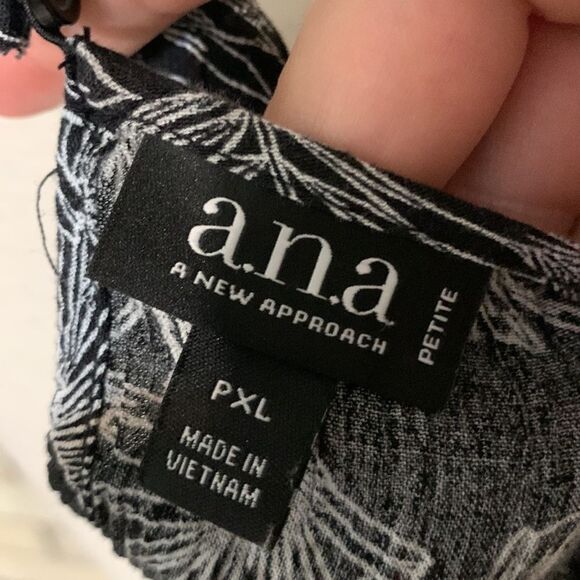 a.n.a
A NEW APPROACH
PETITE
PXL
MADE IN
VIETNAM